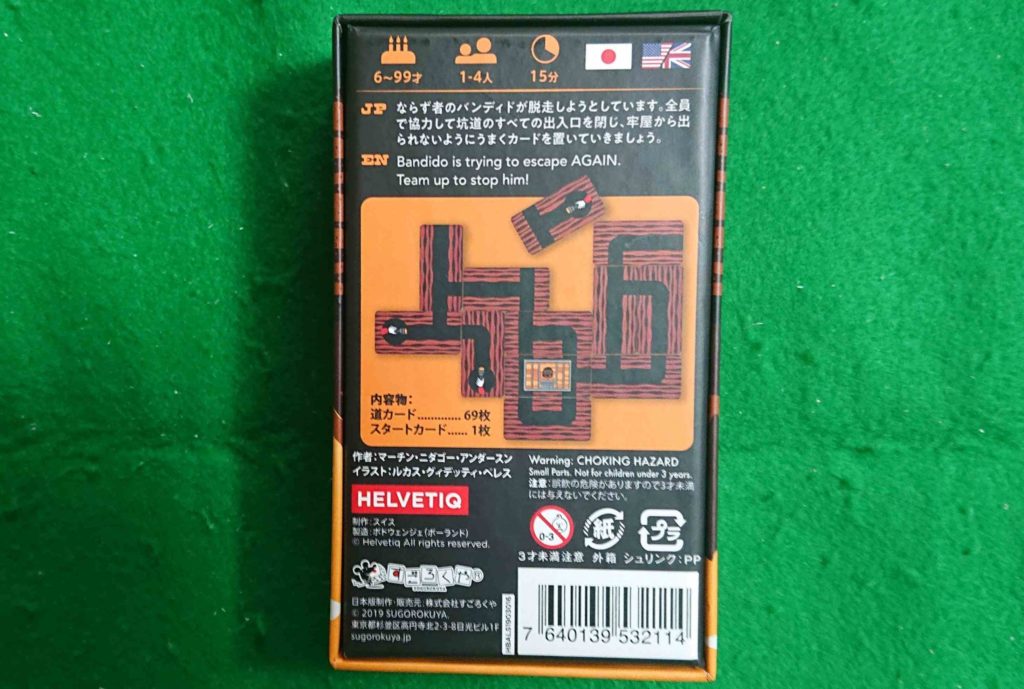 6～99才 1-4人 15分
JP ならず者のバンディドが脱走しようとしています。全員
で協力して坑道のすべての出入口を閉じ、牢屋から出
られないようにうまくカードを置いていきましょう。
EN Bandido is trying to escape AGAIN.
Team up to stop him!
内容物：
道カード............. 69枚
スタートカード...... 1枚
作者：マーチン・ニダゴー・アンダースン
イラスト：ルカス・ヴィデッティ・ペレス
HELVETIQ
制作：スイス
製造：ポドウェンジェ（ポーランド）
© Helvetiq All rights reserved.
Warning: CHOKING HAZARD
Small Parts. Not for children under 3 years.
注意：誤飲の危険がありますので3才未満
には与えないでください。
0-3 紙 プラ
3才未満注意 外箱 シュリンク：PP
すごろくや®
SUGOROKUYA
日本版制作・販売元：株式会社すごろくや
© 2019 SUGOROKUYA.
東京都杉並区高円寺北2-3-8日光ビル1F
sugorokuya.jp
HBALS1903016
7 640139 532114